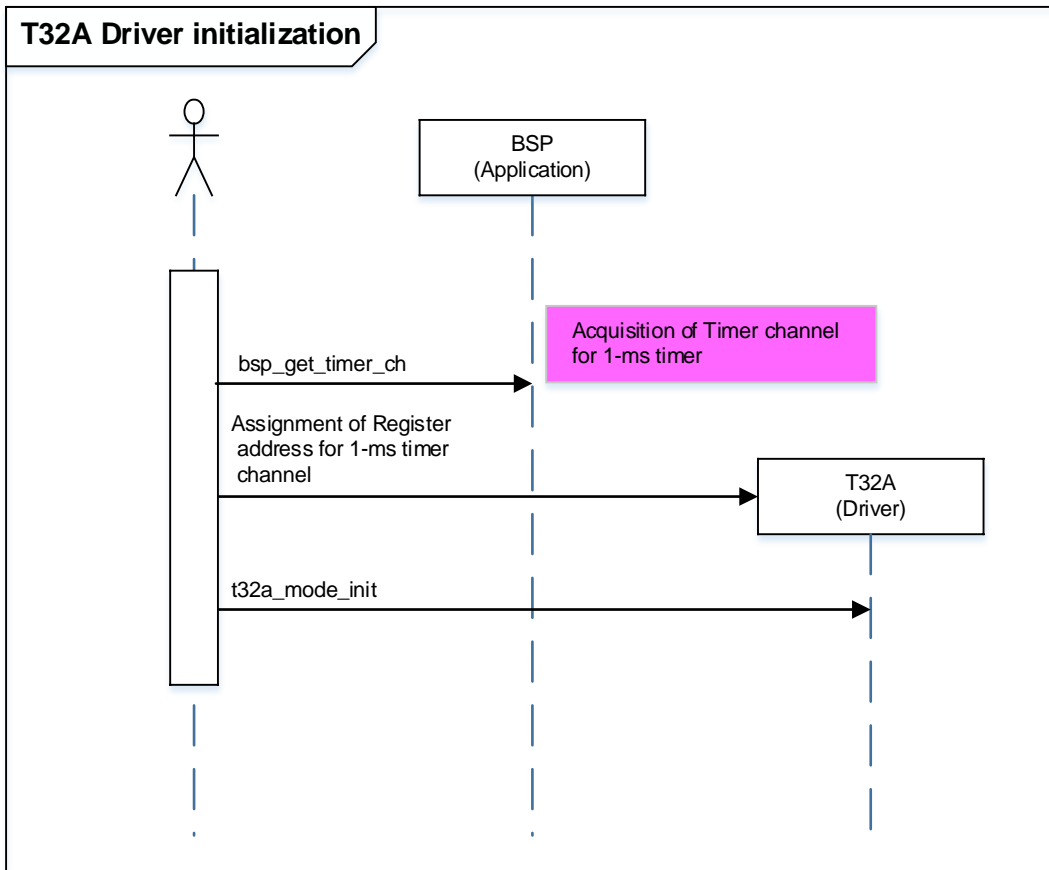 T32A Driver initialization
BSP
(Application)
Acquisition of Timer channel
for 1-ms timer
bsp_get_timer_ch
Assignment of Register
address for 1-ms timer
channel
T32A
(Driver)
t32a_mode_init